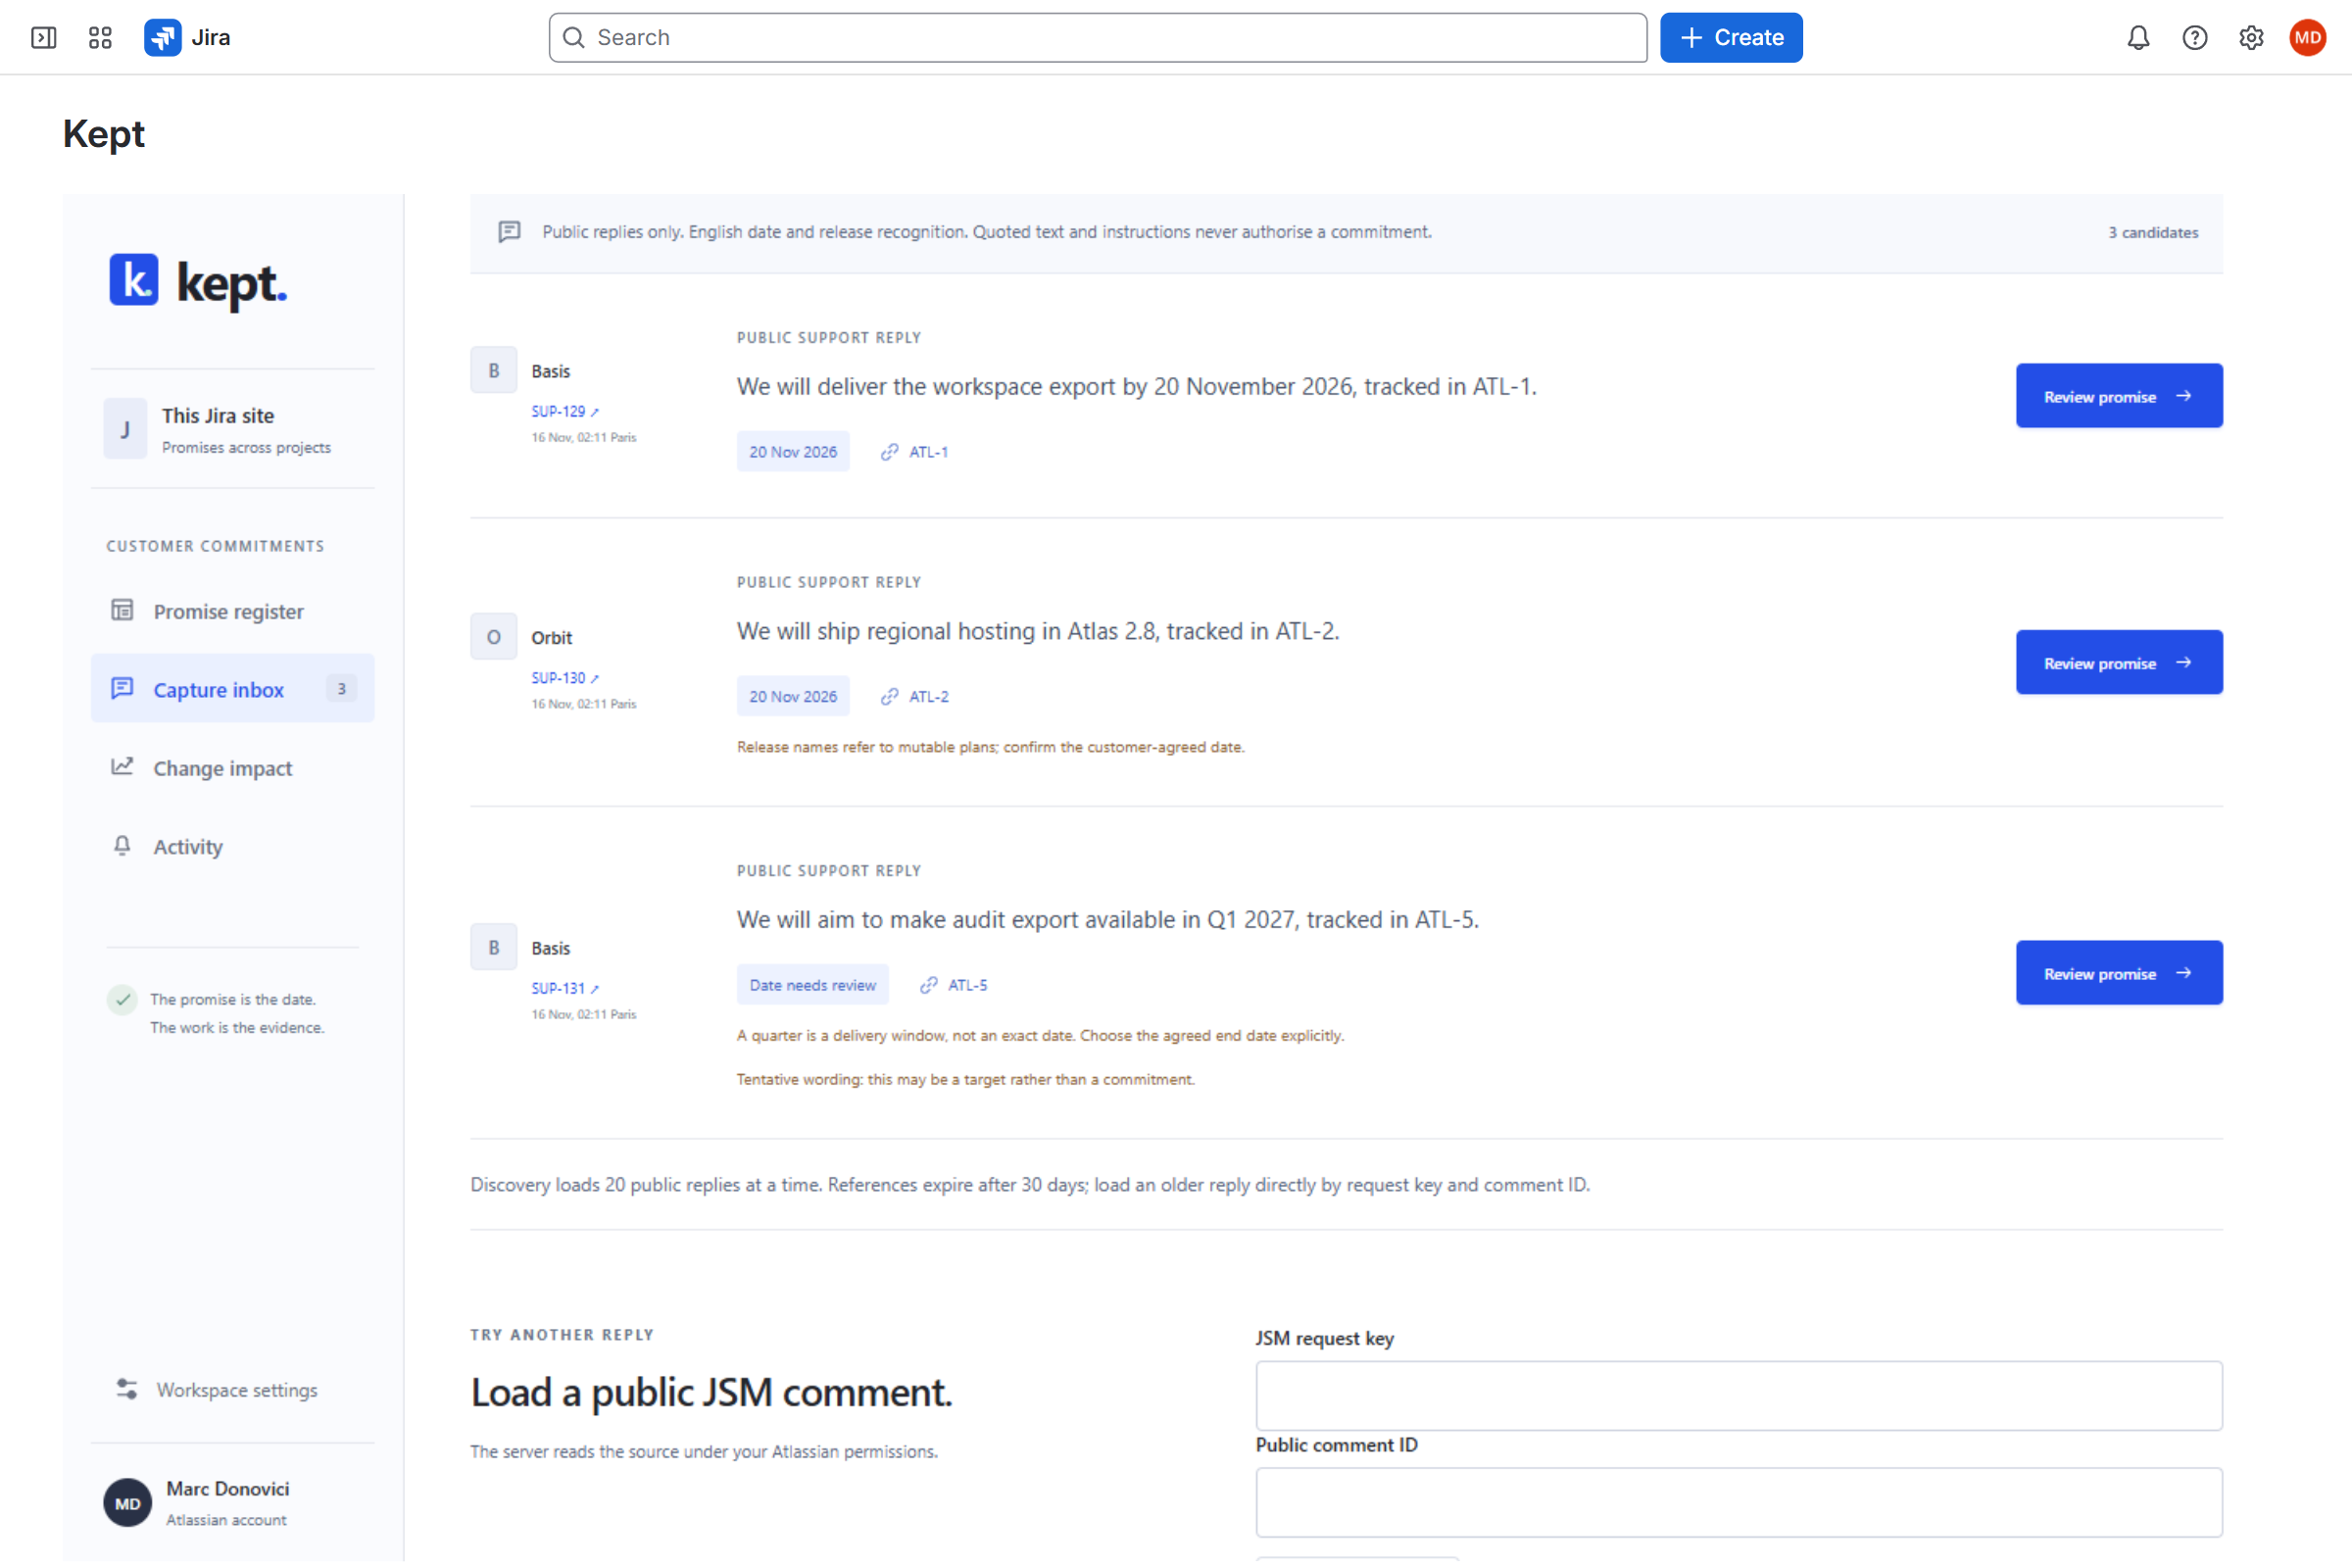 Jira
Search
Create
MD
Kept
k.
kept.
J
This Jira site
Promises across projects
CUSTOMER COMMITMENTS
Promise register
Capture inbox
3
Change impact
Activity
The promise is the date.
The work is the evidence.
Workspace settings
MD
Marc Donovici
Atlassian account
Public replies only. English date and release recognition. Quoted text and instructions never authorise a commitment.
3 candidates
B
Basis
SUP-129 ↗
16 Nov, 02:11 Paris
PUBLIC SUPPORT REPLY
We will deliver the workspace export by 20 November 2026, tracked in ATL-1.
20 Nov 2026
ATL-1
Review promise →
O
Orbit
SUP-130 ↗
16 Nov, 02:11 Paris
PUBLIC SUPPORT REPLY
We will ship regional hosting in Atlas 2.8, tracked in ATL-2.
20 Nov 2026
ATL-2
Release names refer to mutable plans; confirm the customer-agreed date.
Review promise →
B
Basis
SUP-131 ↗
16 Nov, 02:11 Paris
PUBLIC SUPPORT REPLY
We will aim to make audit export available in Q1 2027, tracked in ATL-5.
Date needs review
ATL-5
A quarter is a delivery window, not an exact date. Choose the agreed end date explicitly.
Tentative wording: this may be a target rather than a commitment.
Review promise →
Discovery loads 20 public replies at a time. References expire after 30 days; load an older reply directly by request key and comment ID.
TRY ANOTHER REPLY
Load a public JSM comment.
The server reads the source under your Atlassian permissions.
JSM request key
Public comment ID